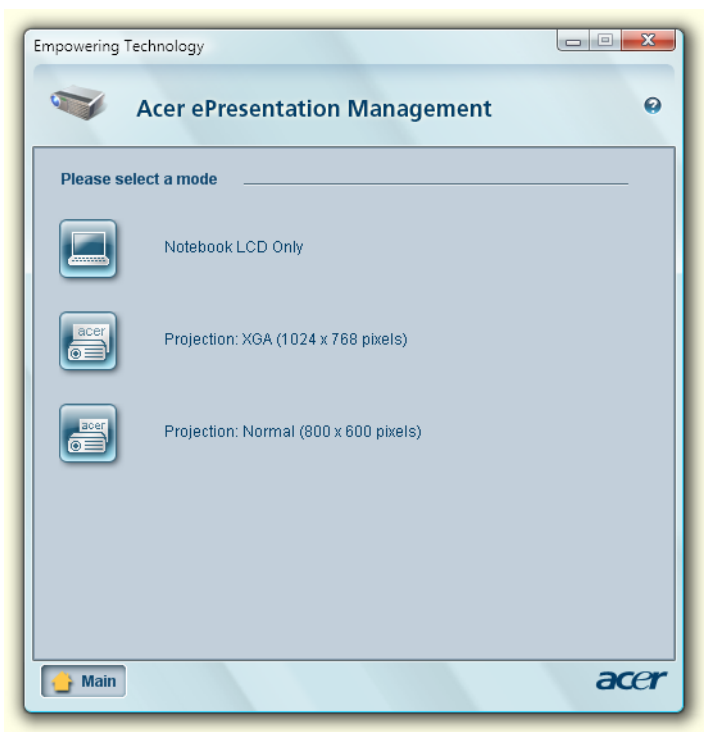 Empowering Technology
Acer ePresentation Management
Please select a mode
Notebook LCD Only
acer
Projection: XGA (1024 x 768 pixels)
acer
Projection: Normal (800 x 600 pixels)
Main
acer